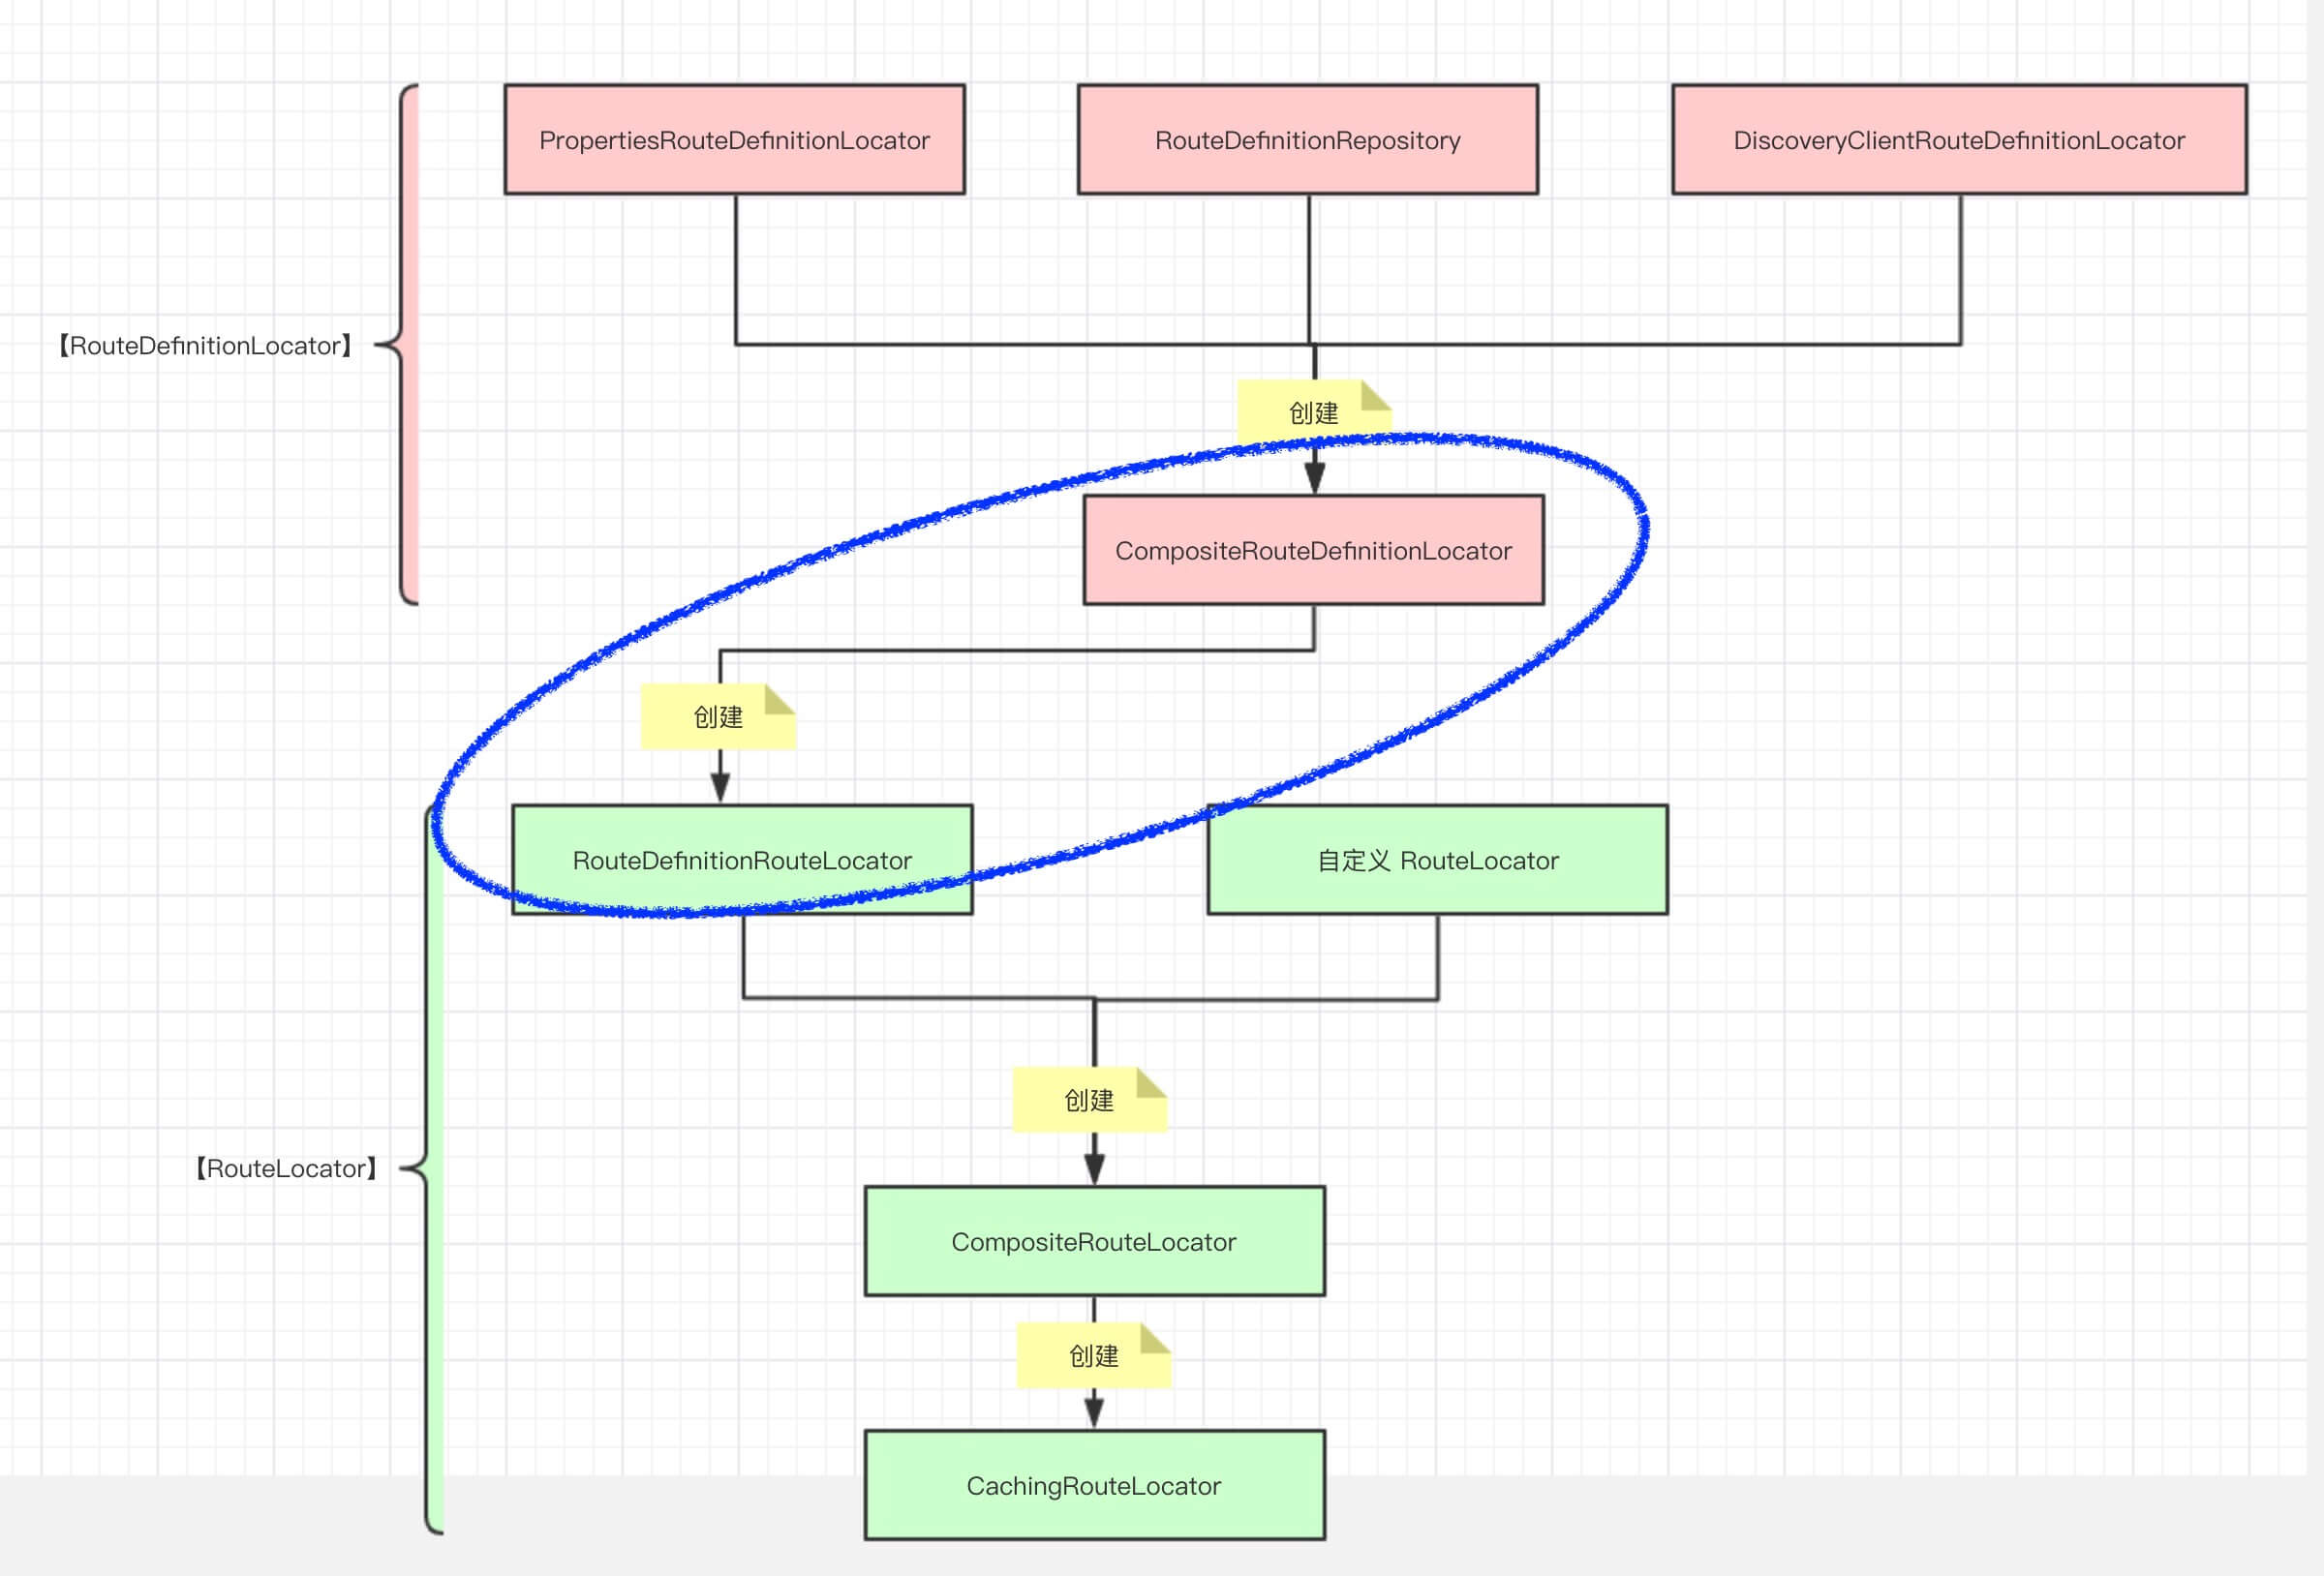 PropertiesRouteDefinitionLocator
RouteDefinitionRepository
DiscoveryClientRouteDefinitionLocator
【RouteDefinitionLocator】
创建
CompositeRouteDefinitionLocator
创建
RouteDefinitionRouteLocator
自定义 RouteLocator
创建
【RouteLocator】
CompositeRouteLocator
创建
CachingRouteLocator